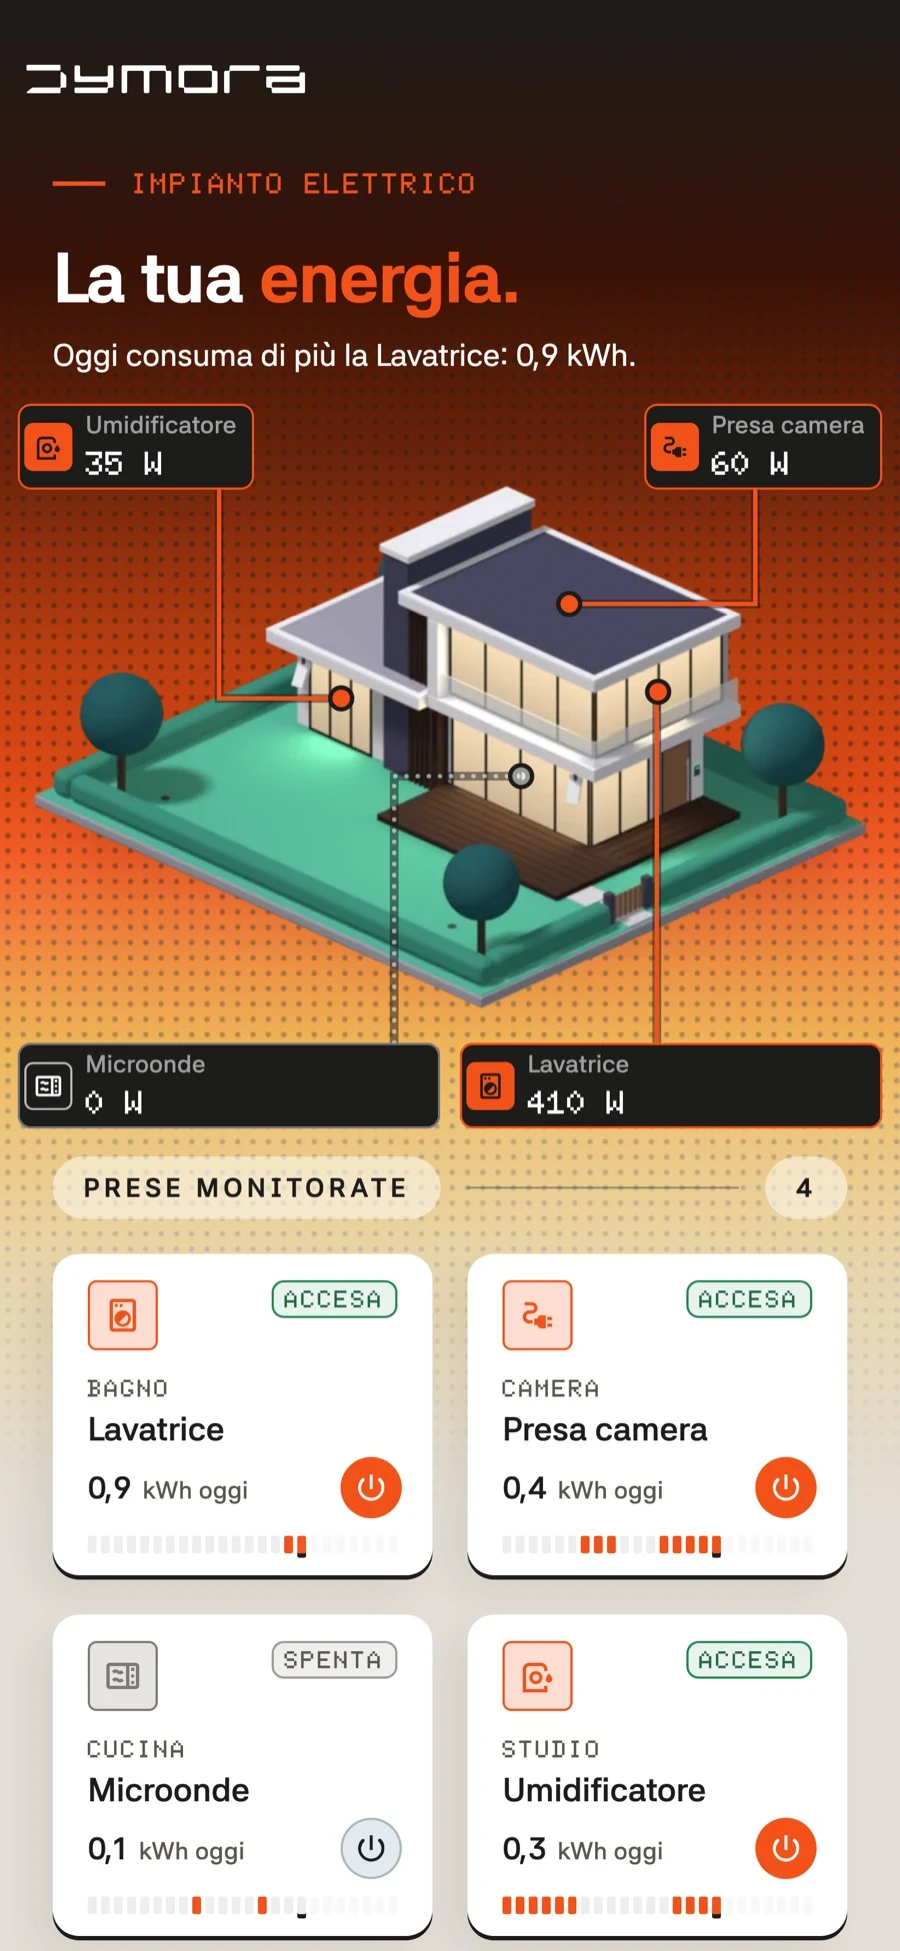 Dymora
IMPIANTO ELETTRICO
La tua energia.
Oggi consuma di più la Lavatrice: 0,9 kWh.
Umidificatore
35 W
Presa camera
60 W
Microonde
0 W
Lavatrice
410 W
PRESE MONITORATE
4
ACCESA
BAGNO
Lavatrice
0,9 kWh oggi
ACCESA
CAMERA
Presa camera
0,4 kWh oggi
SPENTA
CUCINA
Microonde
0,1 kWh oggi
ACCESA
STUDIO
Umidificatore
0,3 kWh oggi